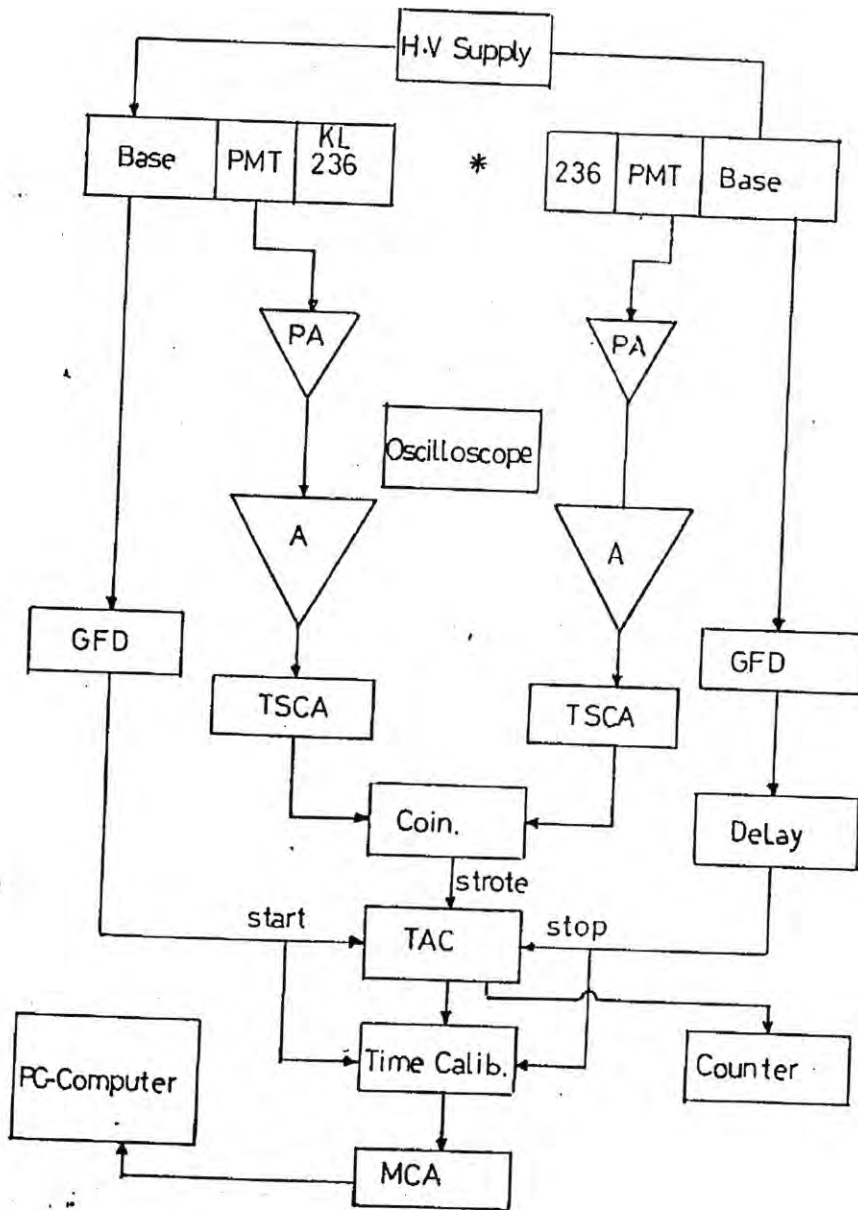 H.V Supply
Base
PMT
KL
236
*
236
PMT
Base
PA
PA
Oscilloscope
A
A
GFD
GFD
TSCA
TSCA
Coin.
DeLay
strote
start
TAC
stop
PC-Computer
Time Calib.
Counter
MCA